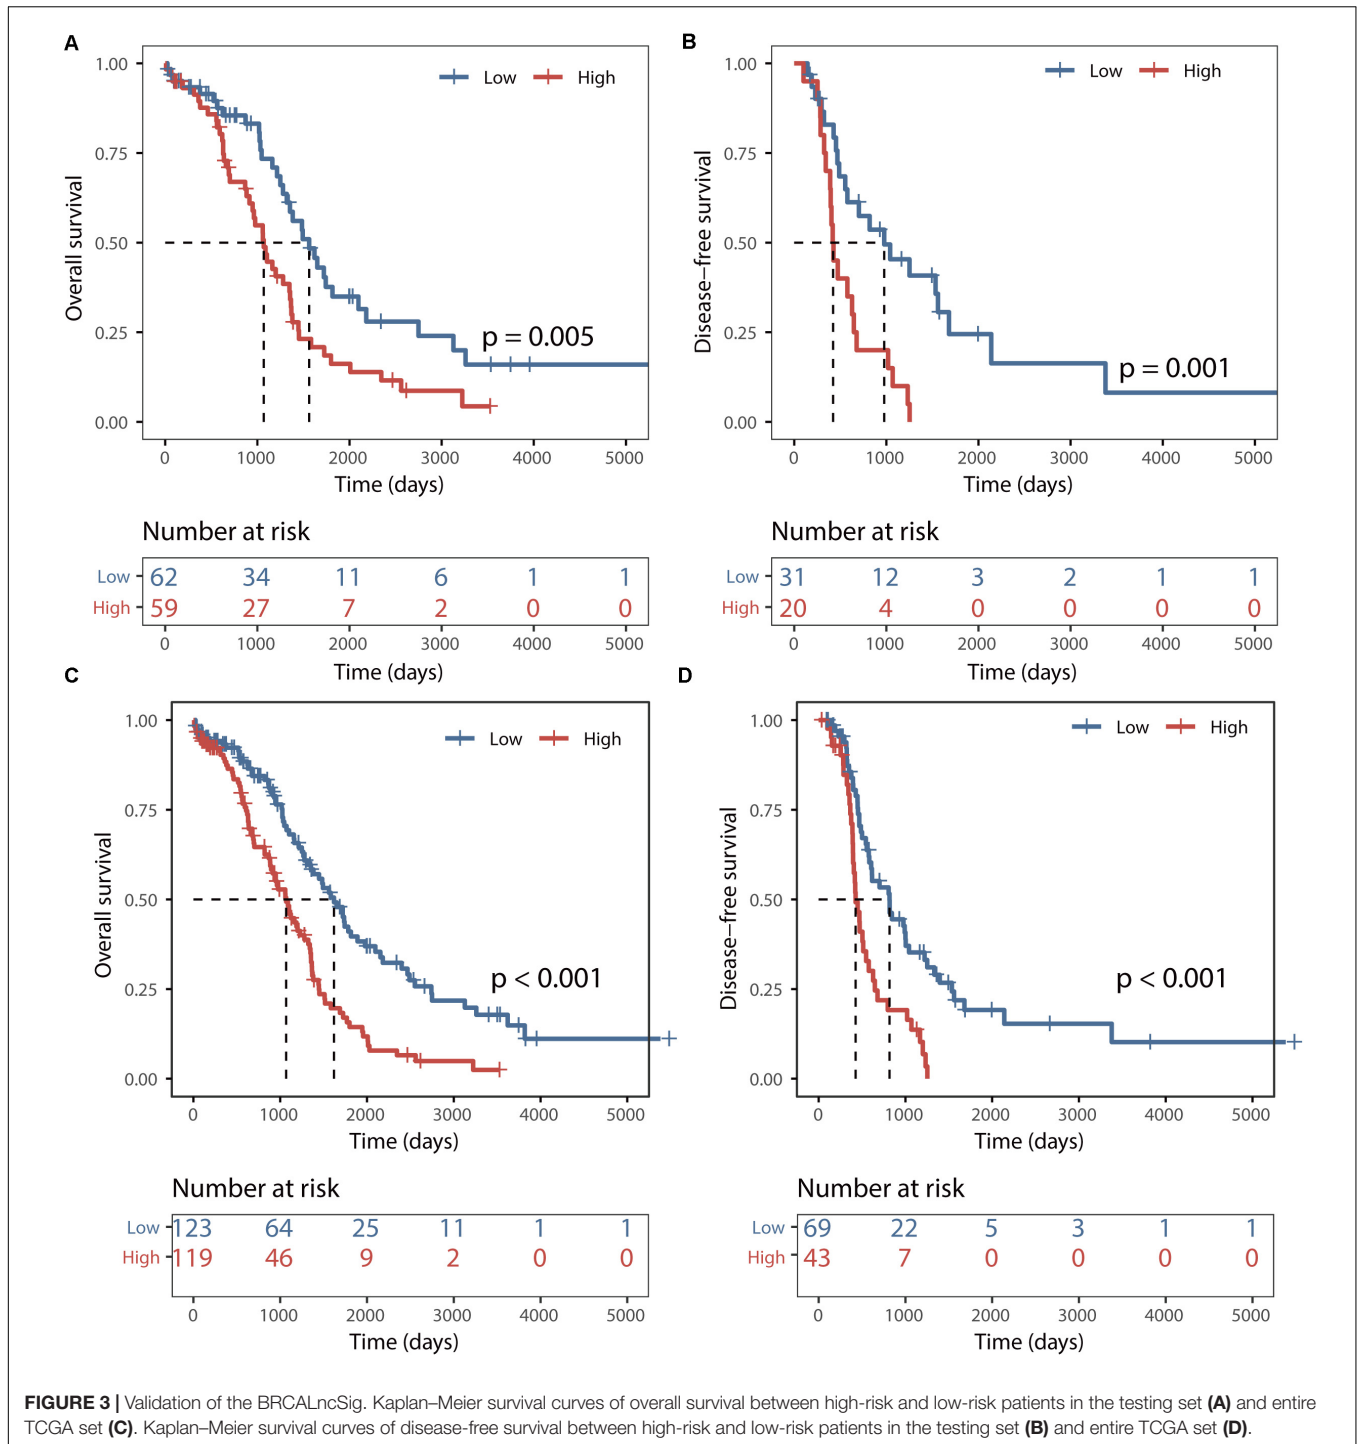 A
1.00
0.75
0.50
0.25
0.00
Overall survival
Low High
p = 0.005
0 1000 2000 3000 4000 5000
Time (days)
Number at risk
Low 62 34 11 6 1 1
High 59 27 7 2 0 0
0 1000 2000 3000 4000 5000
Time (days)
B
1.00
0.75
0.50
0.25
0.00
Disease–free survival
Low High
p = 0.001
0 1000 2000 3000 4000 5000
Time (days)
Number at risk
Low 31 12 3 2 1 1
High 20 4 0 0 0 0
0 1000 2000 3000 4000 5000
Time (days)
C
1.00
0.75
0.50
0.25
0.00
Overall survival
Low High
p < 0.001
0 1000 2000 3000 4000 5000
Time (days)
Number at risk
Low 123 64 25 11 1 1
High 119 46 9 2 0 0
0 1000 2000 3000 4000 5000
Time (days)
D
1.00
0.75
0.50
0.25
0.00
Disease–free survival
Low High
p < 0.001
0 1000 2000 3000 4000 5000
Time (days)
Number at risk
Low 69 22 5 3 1 1
High 43 7 0 0 0 0
0 1000 2000 3000 4000 5000
Time (days)
FIGURE 3 | Validation of the BRCALncSig. Kaplan–Meier survival curves of overall survival between high-risk and low-risk patients in the testing set (A) and entire
TCGA set (C). Kaplan–Meier survival curves of disease-free survival between high-risk and low-risk patients in the testing set (B) and entire TCGA set (D).